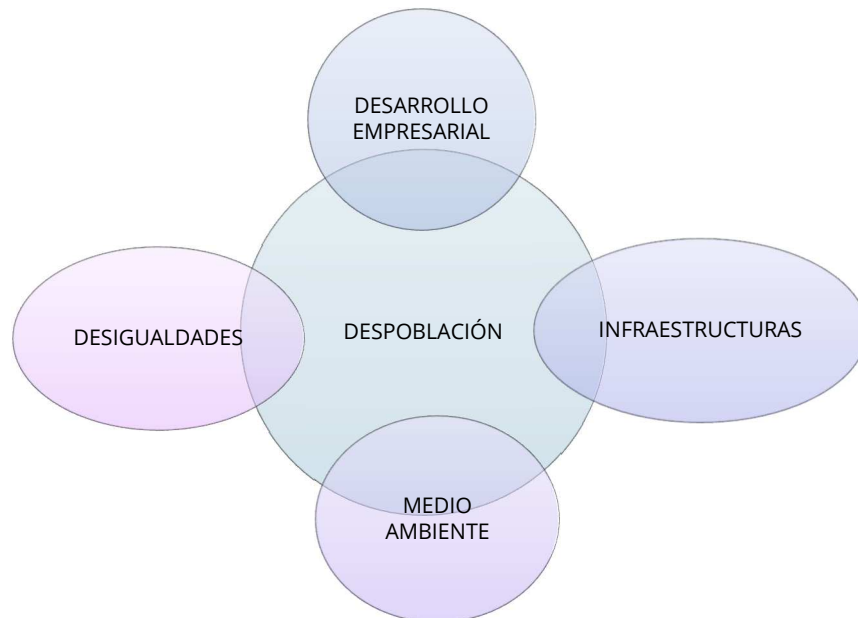 DESARROLLO
EMPRESARIAL
DESIGUALDADES
DESPOBLACIÓN
INFRAESTRUCTURAS
MEDIO
AMBIENTE